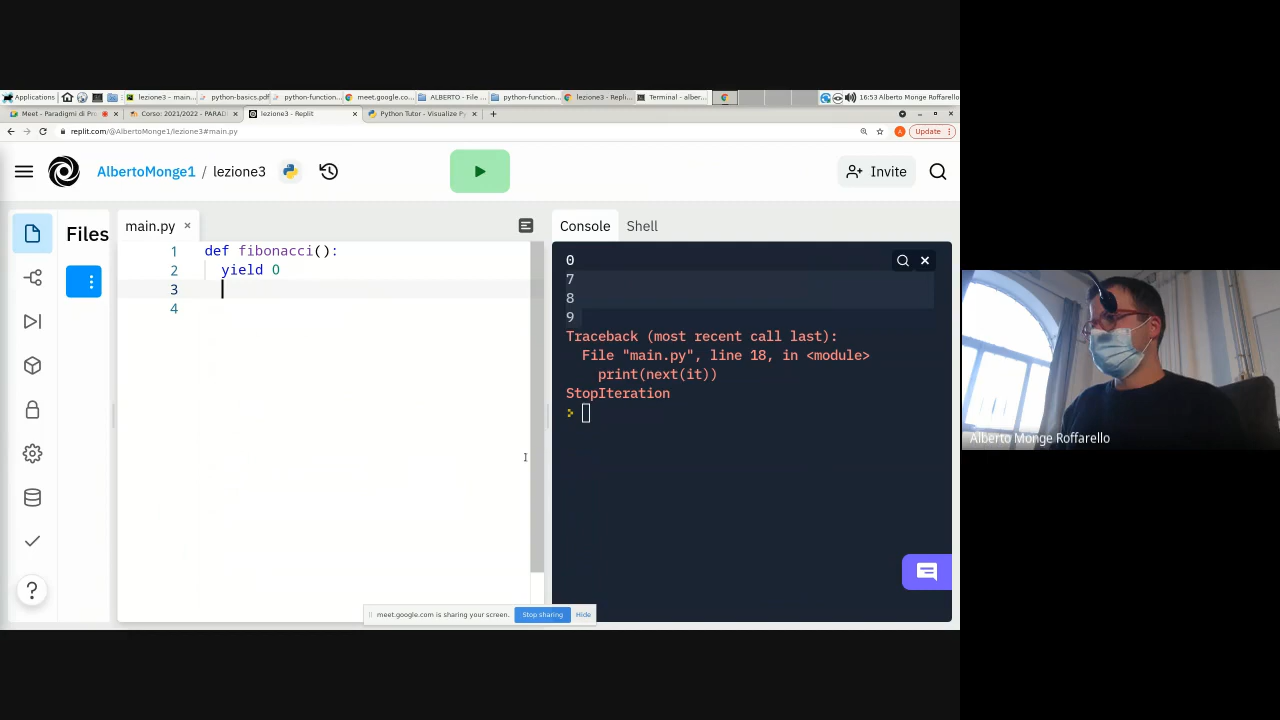 Applications
lezione3 – main...
python-basics.pdf
python-function...
meet.google.co...
ALBERTO - File ...
python-function...
lezione3 - Repli...
Terminal - alber...
16:53 Alberto Monge Roffarello
Meet - Paradigmi di Pro
Corso: 2021/2022 - PARAD
lezione3 - Replit
Python Tutor - Visualize Py
replit.com/@AlbertoMonge1/lezione3#main.py
Update
AlbertoMonge1 / lezione3
Invite
Files
main.py ×
Console
Shell
1 def fibonacci():
2 yield 0
3
4
0
7
8
9
Traceback (most recent call last):
File "main.py", line 18, in <module>
print(next(it))
StopIteration
Alberto Monge Roffarello
meet.google.com is sharing your screen.
Stop sharing
Hide